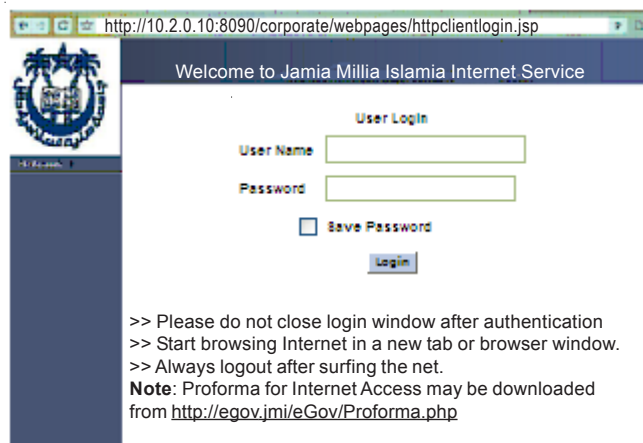 http://10.2.0.10:8090/corporate/webpages/httpclientlogin.jsp
Welcome to Jamia Millia Islamia Internet Service
User Login
User Name
Password
Save Password
Login
>> Please do not close login window after authentication
>> Start browsing Internet in a new tab or browser window.
>> Always logout after surfing the net.
Note: Proforma for Internet Access may be downloaded
from http://egov.jmi/eGov/Proforma.php